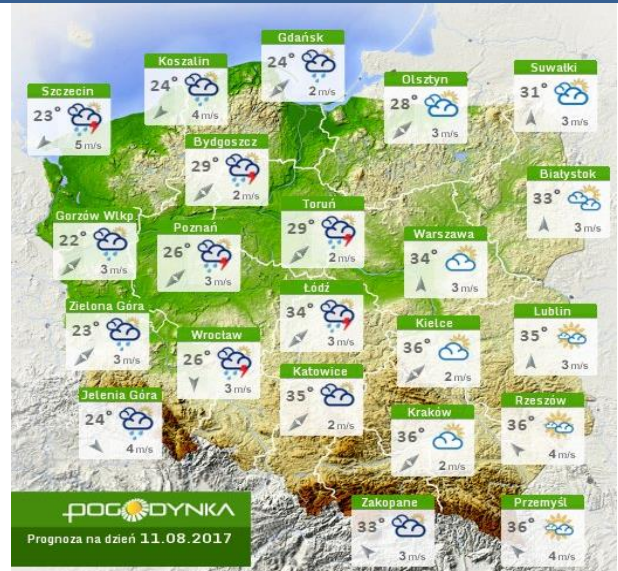 Gdańsk
24°
2 m/s
Koszalin
24°
4 m/s
Suwałki
31°
3 m/s
Olsztyn
28°
3 m/s
Szczecin
23°
5 m/s
Bydgoszcz
29°
2 m/s
Białystok
33°
3 m/s
Toruń
29°
2 m/s
Gorzów Wlkp.
22°
3 m/s
Poznań
26°
3 m/s
Warszawa
34°
3 m/s
Łódź
34°
3 m/s
Zielona Góra
23°
3 m/s
Lublin
35°
3 m/s
Kielce
36°
2 m/s
Wrocław
26°
3 m/s
Katowice
35°
2 m/s
Jelenia Góra
24°
4 m/s
Rzeszów
36°
4 m/s
Kraków
36°
2 m/s
Zakopane
33°
3 m/s
Przemyśl
36°
4 m/s
POGODYNKA
Prognoza na dzień 11.08.2017